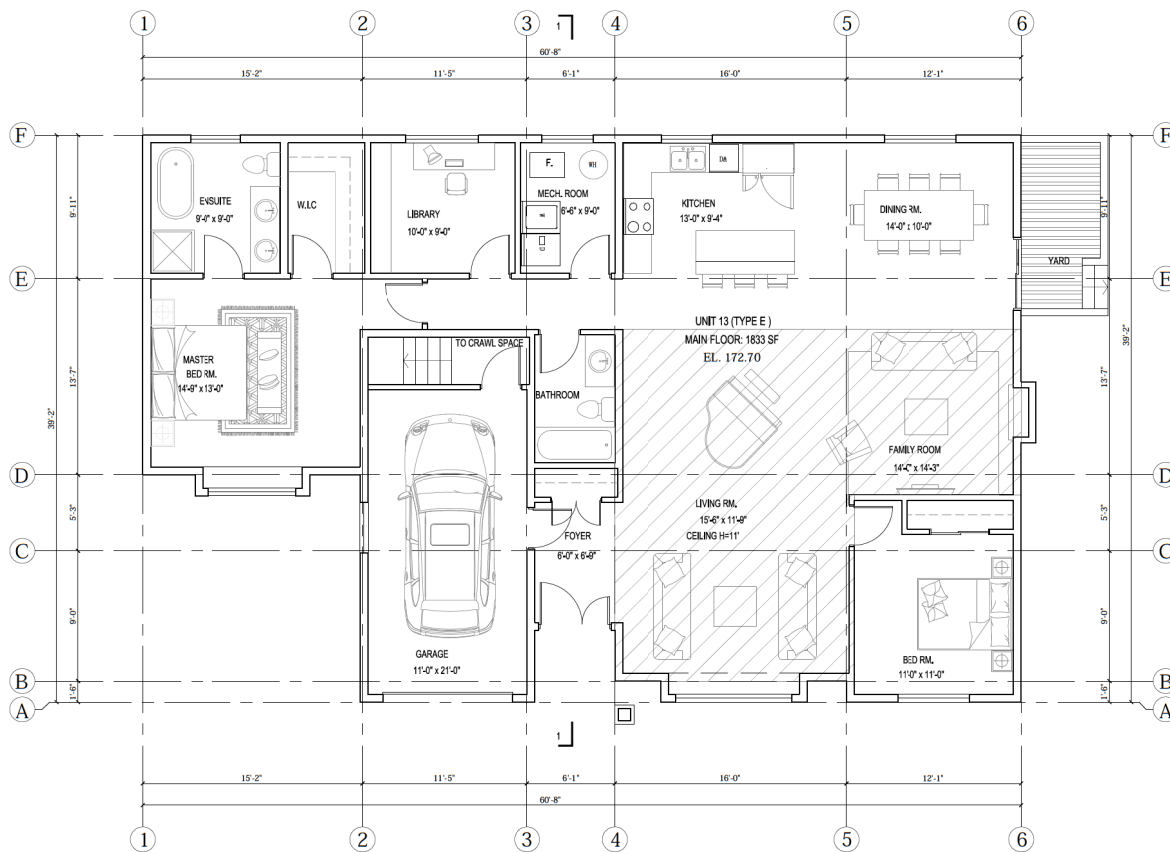 1 2 3 4 5 6
1
60'-8"
15'-2" 11'-5" 6'-1" 16'-0" 12'-1"
F F
9'-11" 9'-11"
F. WH
DW
ENSUITE
9'-0" x 9'-0"
W.I.C
LIBRARY
10'-0" x 9'-0"
MECH. ROOM
6'-6" x 9'-0"
KITCHEN
13'-0" x 9'-4"
DINING RM.
14'-0" x 10'-0"
YARD
E E
39'-2" 39'-2"
13'-7" 13'-7"
UNIT 13 (TYPE E )
MAIN FLOOR: 1833 SF
EL. 172.70
TO CRAWL SPACE
MASTER
BED RM.
14'-9" x 13'-0"
BATHROOM
FAMILY ROOM
14'-0" x 14'-3"
D D
5'-3" 5'-3"
LIVING RM.
15'-6" x 11'-9"
CEILING H=11'
FOYER
6'-0" x 6'-9"
C C
9'-0" 9'-0"
GARAGE
11'-0" x 21'-0"
BED RM.
11'-0" x 11'-0"
B B
1'-6" 1'-6"
A A
1
15'-2" 11'-5" 6'-1" 16'-0" 12'-1"
60'-8"
1 2 3 4 5 6